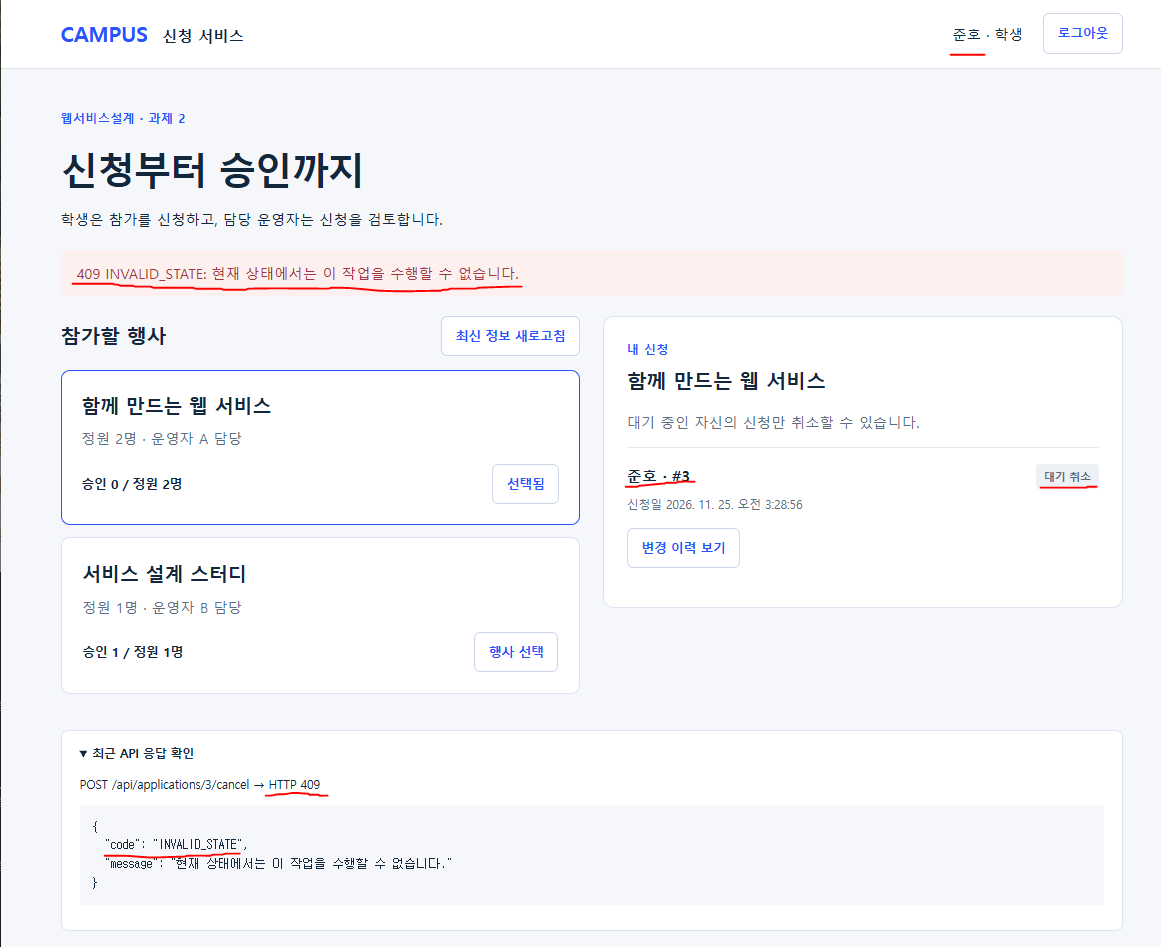 CAMPUS 신청 서비스
준호 · 학생
로그아웃
웹서비스설계 · 과제 2
신청부터 승인까지
학생은 참가를 신청하고, 담당 운영자는 신청을 검토합니다.
409 INVALID_STATE: 현재 상태에서는 이 작업을 수행할 수 없습니다.
참가할 행사
최신 정보 새로고침
함께 만드는 웹 서비스
정원 2명 · 운영자 A 담당
승인 0 / 정원 2명
선택됨
서비스 설계 스터디
정원 1명 · 운영자 B 담당
승인 1 / 정원 1명
행사 선택
내 신청
함께 만드는 웹 서비스
대기 중인 자신의 신청만 취소할 수 있습니다.
준호 · #3
대기 취소
신청일 2026. 11. 25. 오전 3:28:56
변경 이력 보기
▼ 최근 API 응답 확인
POST /api/applications/3/cancel → HTTP 409
{
"code": "INVALID_STATE",
"message": "현재 상태에서는 이 작업을 수행할 수 없습니다."
}